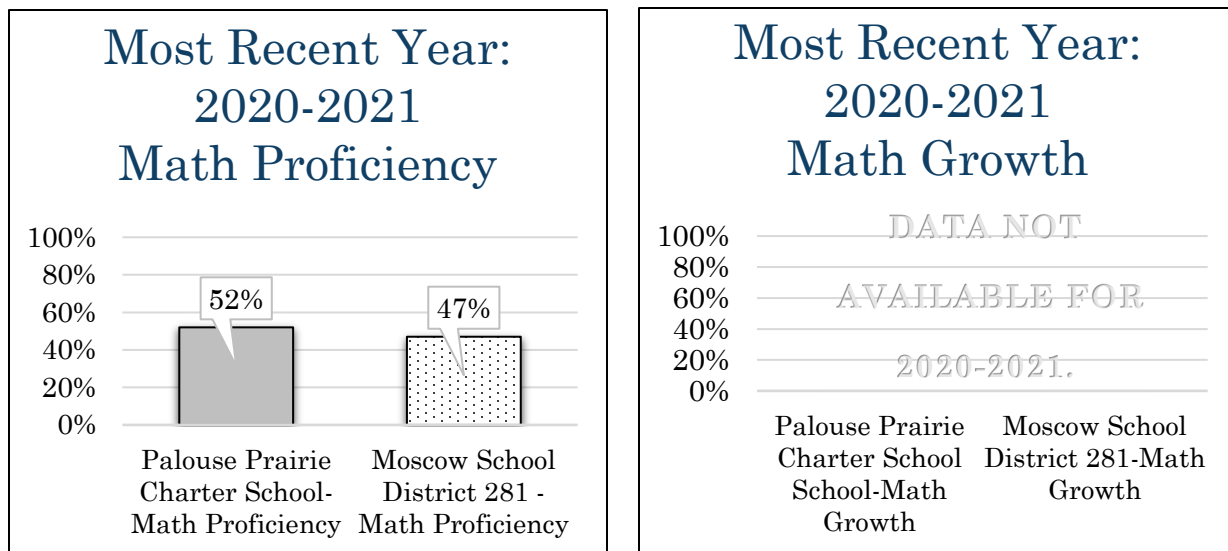 Most Recent Year:
2020-2021
Math Proficiency
100%
80%
60%
40%
20%
0%
52%
47%
Palouse Prairie
Charter School-
Math Proficiency
Moscow School
District 281 -
Math Proficiency
Most Recent Year:
2020-2021
Math Growth
100%
80%
60%
40%
20%
0%
DATA NOT
AVAILABLE FOR
2020-2021.
Palouse Prairie
Charter School
School-Math
Growth
Moscow School
District 281-Math
Growth